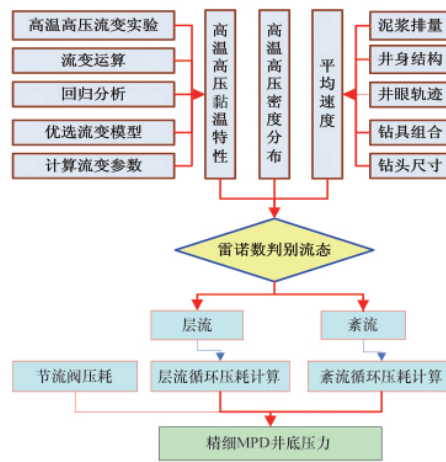 高温高压流变实验
流变运算
回归分析
优选流变模型
计算流变参数
高温高压黏温特性
高温高压密度分布
平均速度
泥浆排量
井身结构
井眼轨迹
钻具组合
钻头尺寸
雷诺数判别流态
层流
紊流
节流阀压耗
层流循环压耗计算
紊流循环压耗计算
精细MPD井底压力